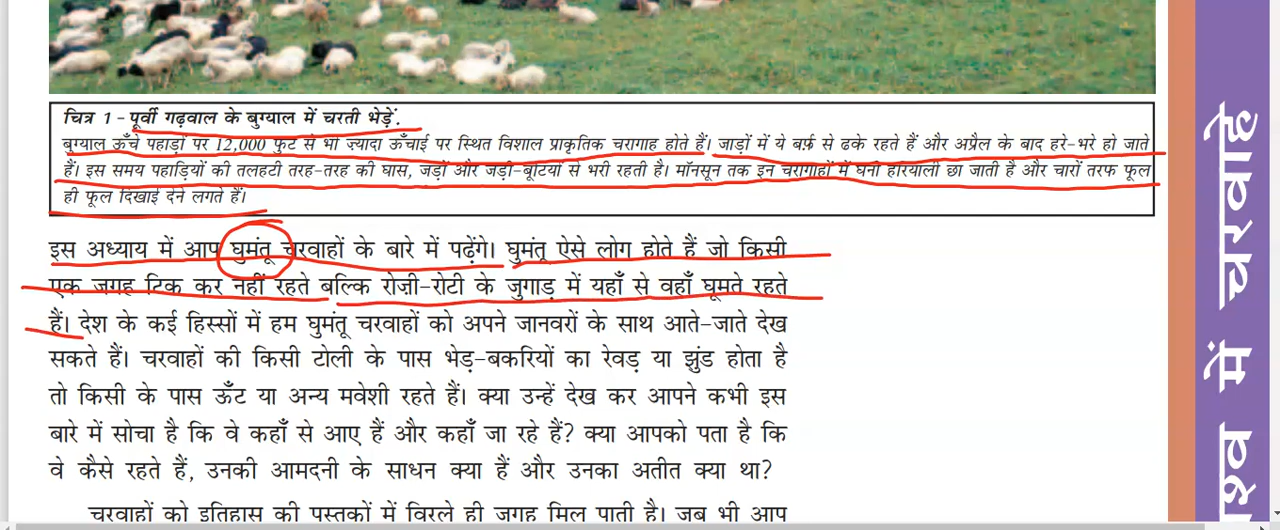 चित्र 1 - पूर्वी गढ़वाल के बुग्याल में चरती भेड़ें.
बुग्याल ऊँचे पहाड़ों पर 12,000 फुट से भी ज्यादा ऊँचाई पर स्थित विशाल प्राकृतिक चरागाह होते हैं। जाड़ों में ये बर्फ़ से ढके रहते हैं और अप्रैल के बाद हरे-भरे हो जाते
हैं। इस समय पहाड़ियों की तलहटी तरह-तरह की घास, जड़ों और जड़ी-बूटियों से भरी रहती है। मॉनसून तक इन चरागाहों में घनी हरियाली छा जाती है और चारों तरफ फूल
ही फूल दिखाई देने लगते हैं।
इस अध्याय में आप घुमंतू चरवाहों के बारे में पढ़ेंगे। घुमंतू ऐसे लोग होते हैं जो किसी
एक जगह टिक कर नहीं रहते बल्कि रोज़ी-रोटी के जुगाड़ में यहाँ से वहाँ घूमते रहते
हैं। देश के कई हिस्सों में हम घुमंतू चरवाहों को अपने जानवरों के साथ आते-जाते देख
सकते हैं। चरवाहों की किसी टोली के पास भेड़-बकरियों का रेवड़ या झुंड होता है
तो किसी के पास ऊँट या अन्य मवेशी रहते हैं। क्या उन्हें देख कर आपने कभी इस
बारे में सोचा है कि वे कहाँ से आए हैं और कहाँ जा रहे हैं? क्या आपको पता है कि
वे कैसे रहते हैं, उनकी आमदनी के साधन क्या हैं और उनका अतीत क्या था?
चरवाहों को इतिहास की पुस्तकों में विरले ही जगह मिल पाती है। जब भी आप
में चरवाहे